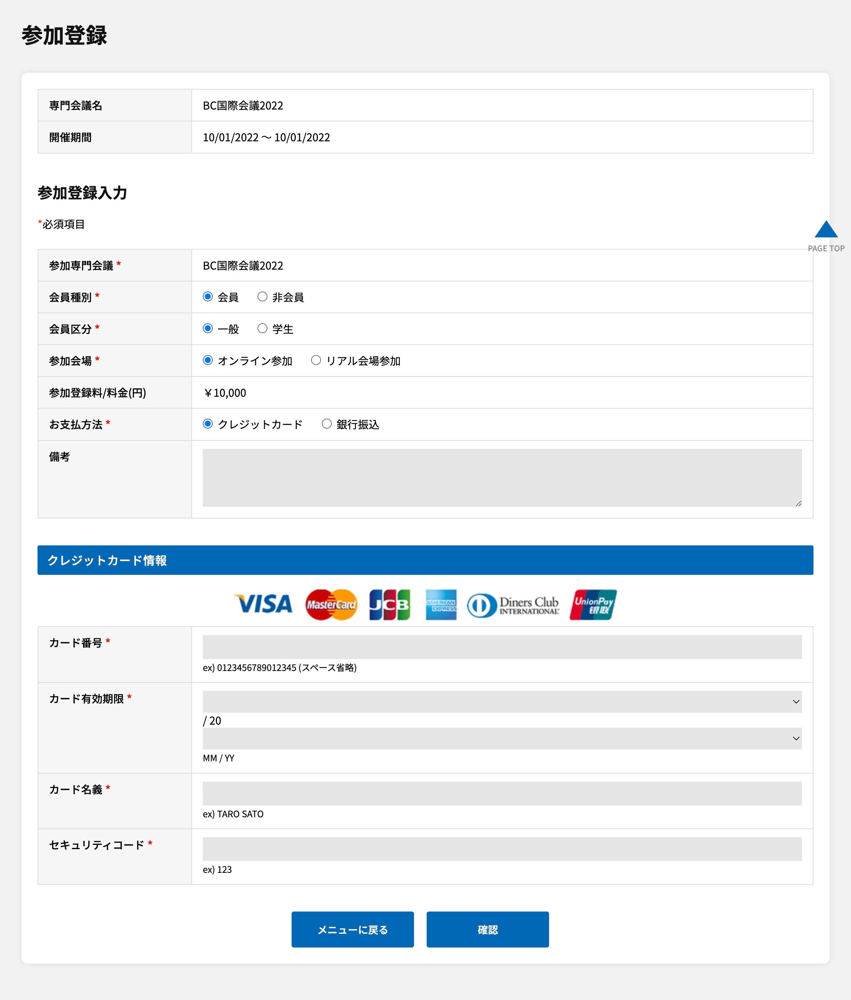 参加登録
専門会議名 BC国際会議2022
開催期間 10/01/2022 〜 10/01/2022
参加登録入力
*必須項目
PAGE TOP
参加専門会議 * BC国際会議2022
会員種別 * 会員 非会員
会員区分 * 一般 学生
参加会場 * オンライン参加 リアル会場参加
参加登録料/料金(円) ￥10,000
お支払方法 * クレジットカード 銀行振込
備考
クレジットカード情報
VISA MasterCard JCB AMERICAN EXPRESS Diners Club INTERNATIONAL UnionPay 银联
カード番号 *
ex) 0123456789012345 (スペース省略)
カード有効期限 *
/ 20
MM / YY
カード名義 *
ex) TARO SATO
セキュリティコード *
ex) 123
メニューに戻る 確認